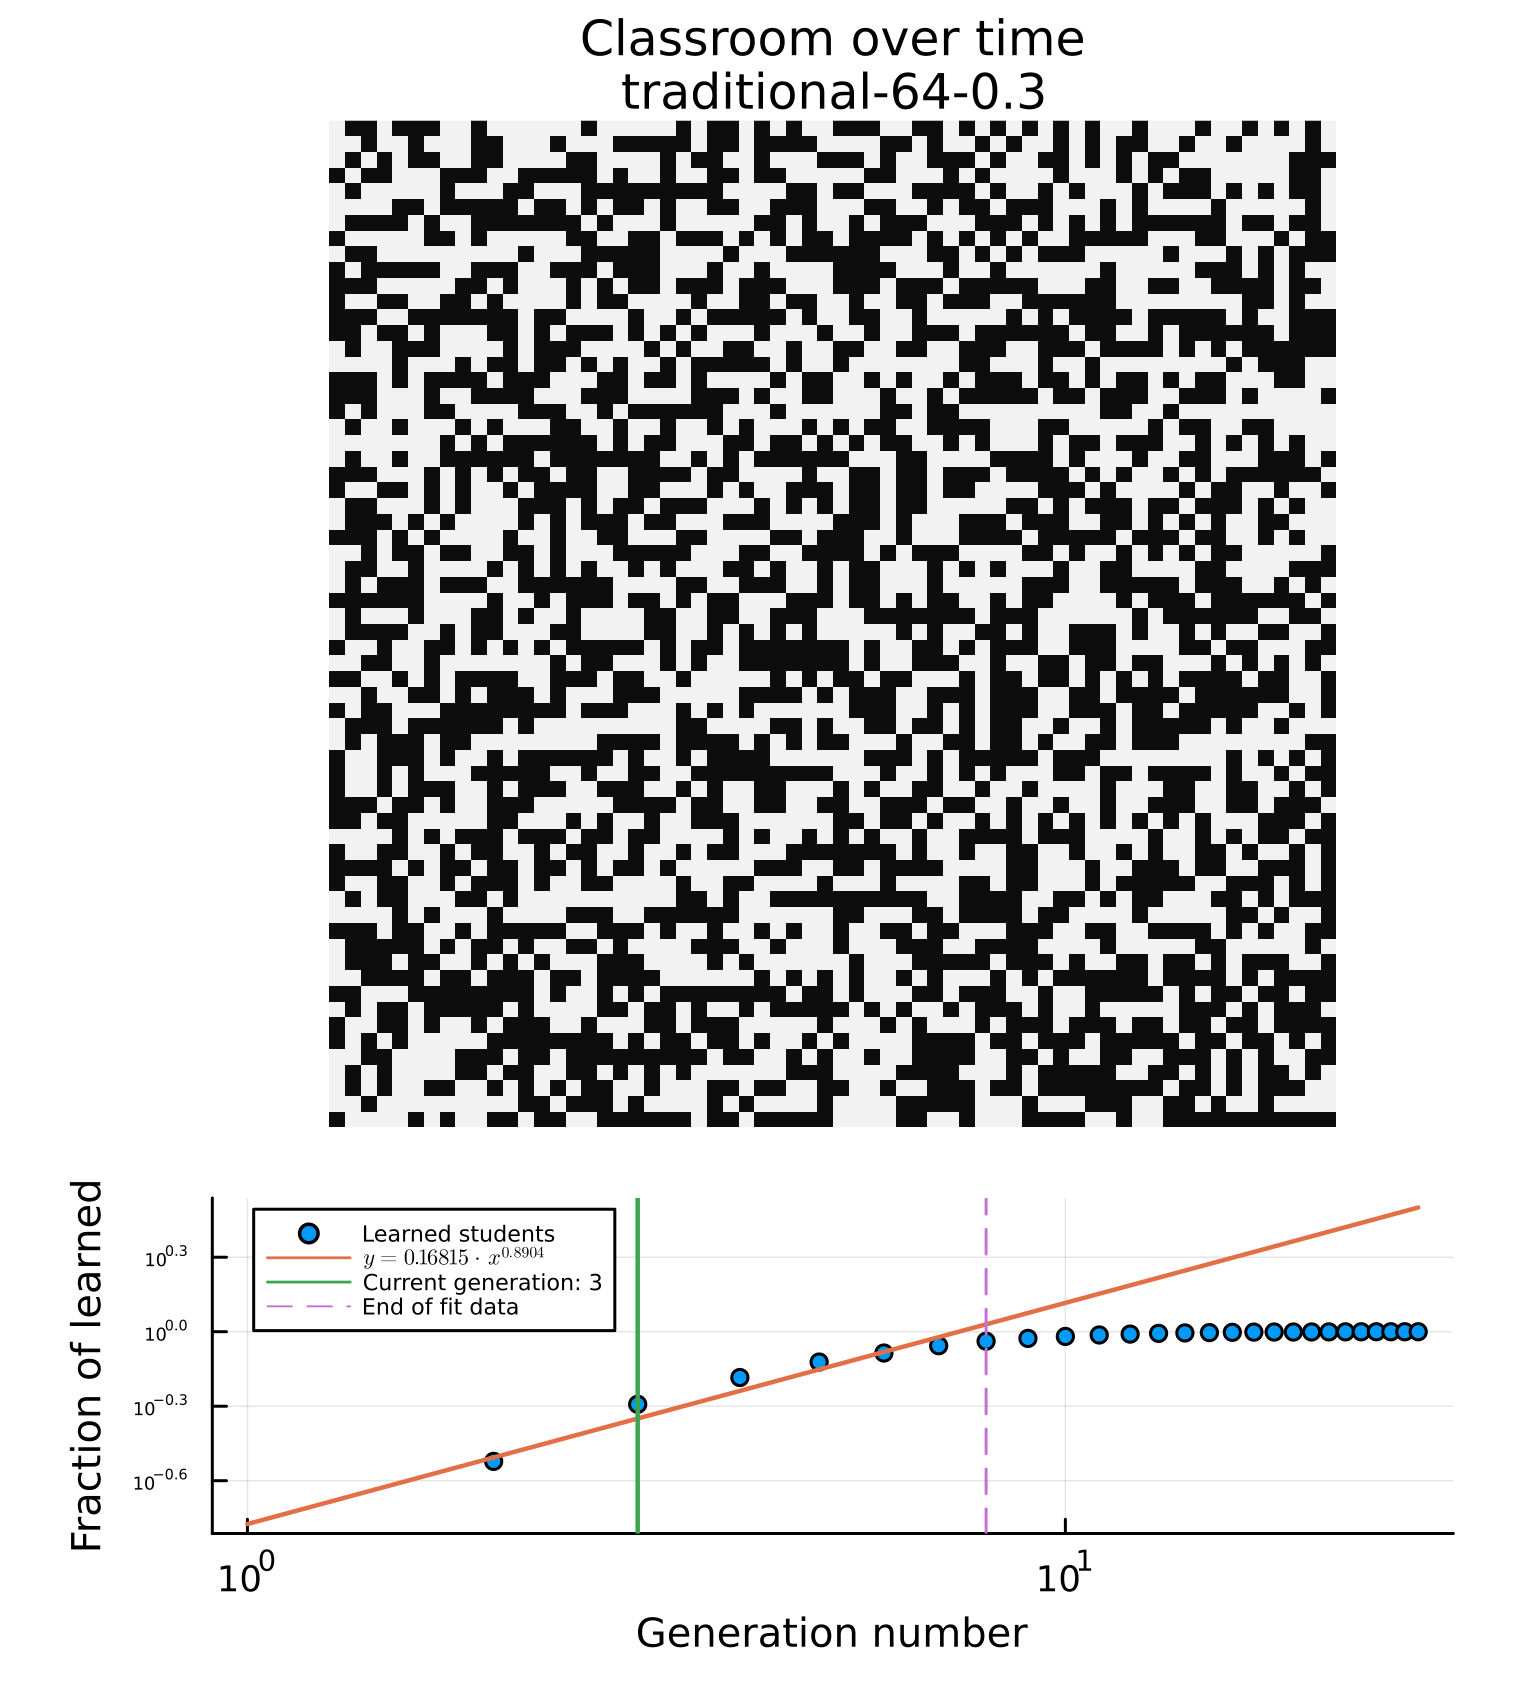 Classroom over time
traditional-64-0.3
Fraction of learned
10^0.3
10^0.0
10^−0.3
10^−0.6
Learned students
y = 0.16815 · x^0.8904
Current generation: 3
End of fit data
10^0
10^1
Generation number